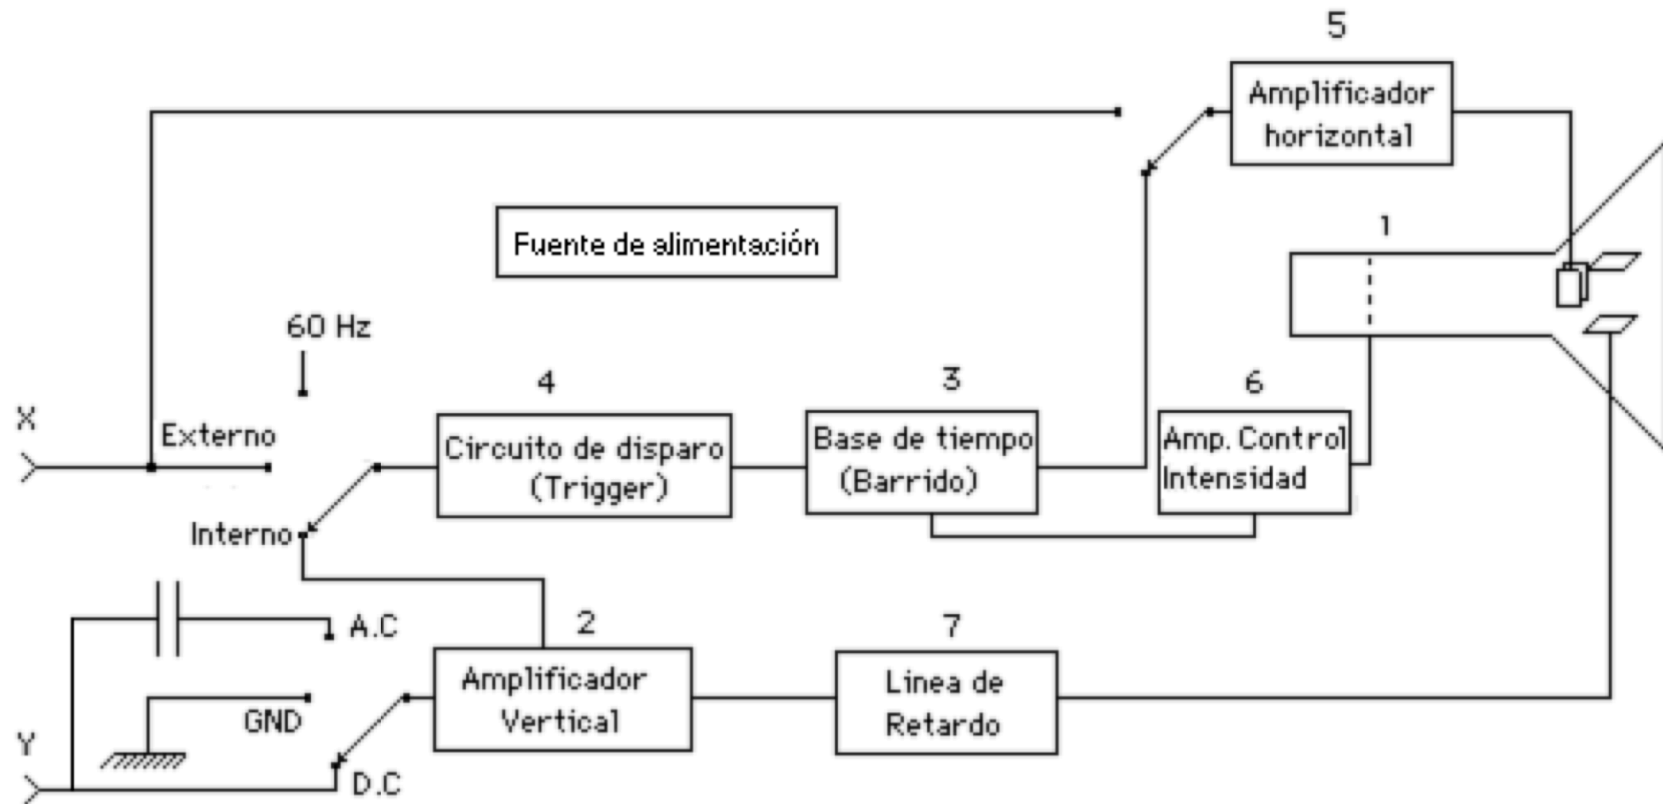 5
Amplificador
horizontal
Fuente de alimentación
1
60 Hz
X
Externo
4
Circuito de disparo
(Trigger)
3
Base de tiempo
(Barrido)
6
Amp. Control
Intensidad
Interno
A.C
2
Amplificador
Vertical
7
Linea de
Retardo
GND
Y
D.C